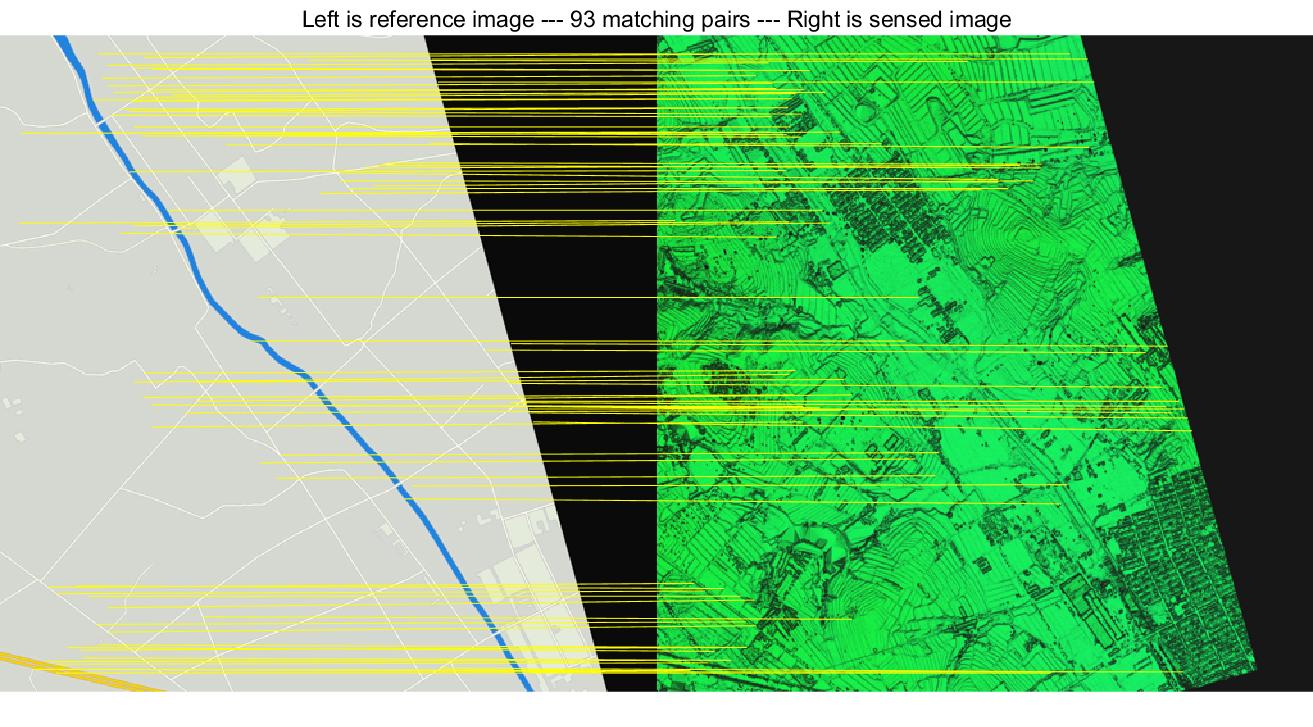 Left is reference image --- 93 matching pairs --- Right is sensed image